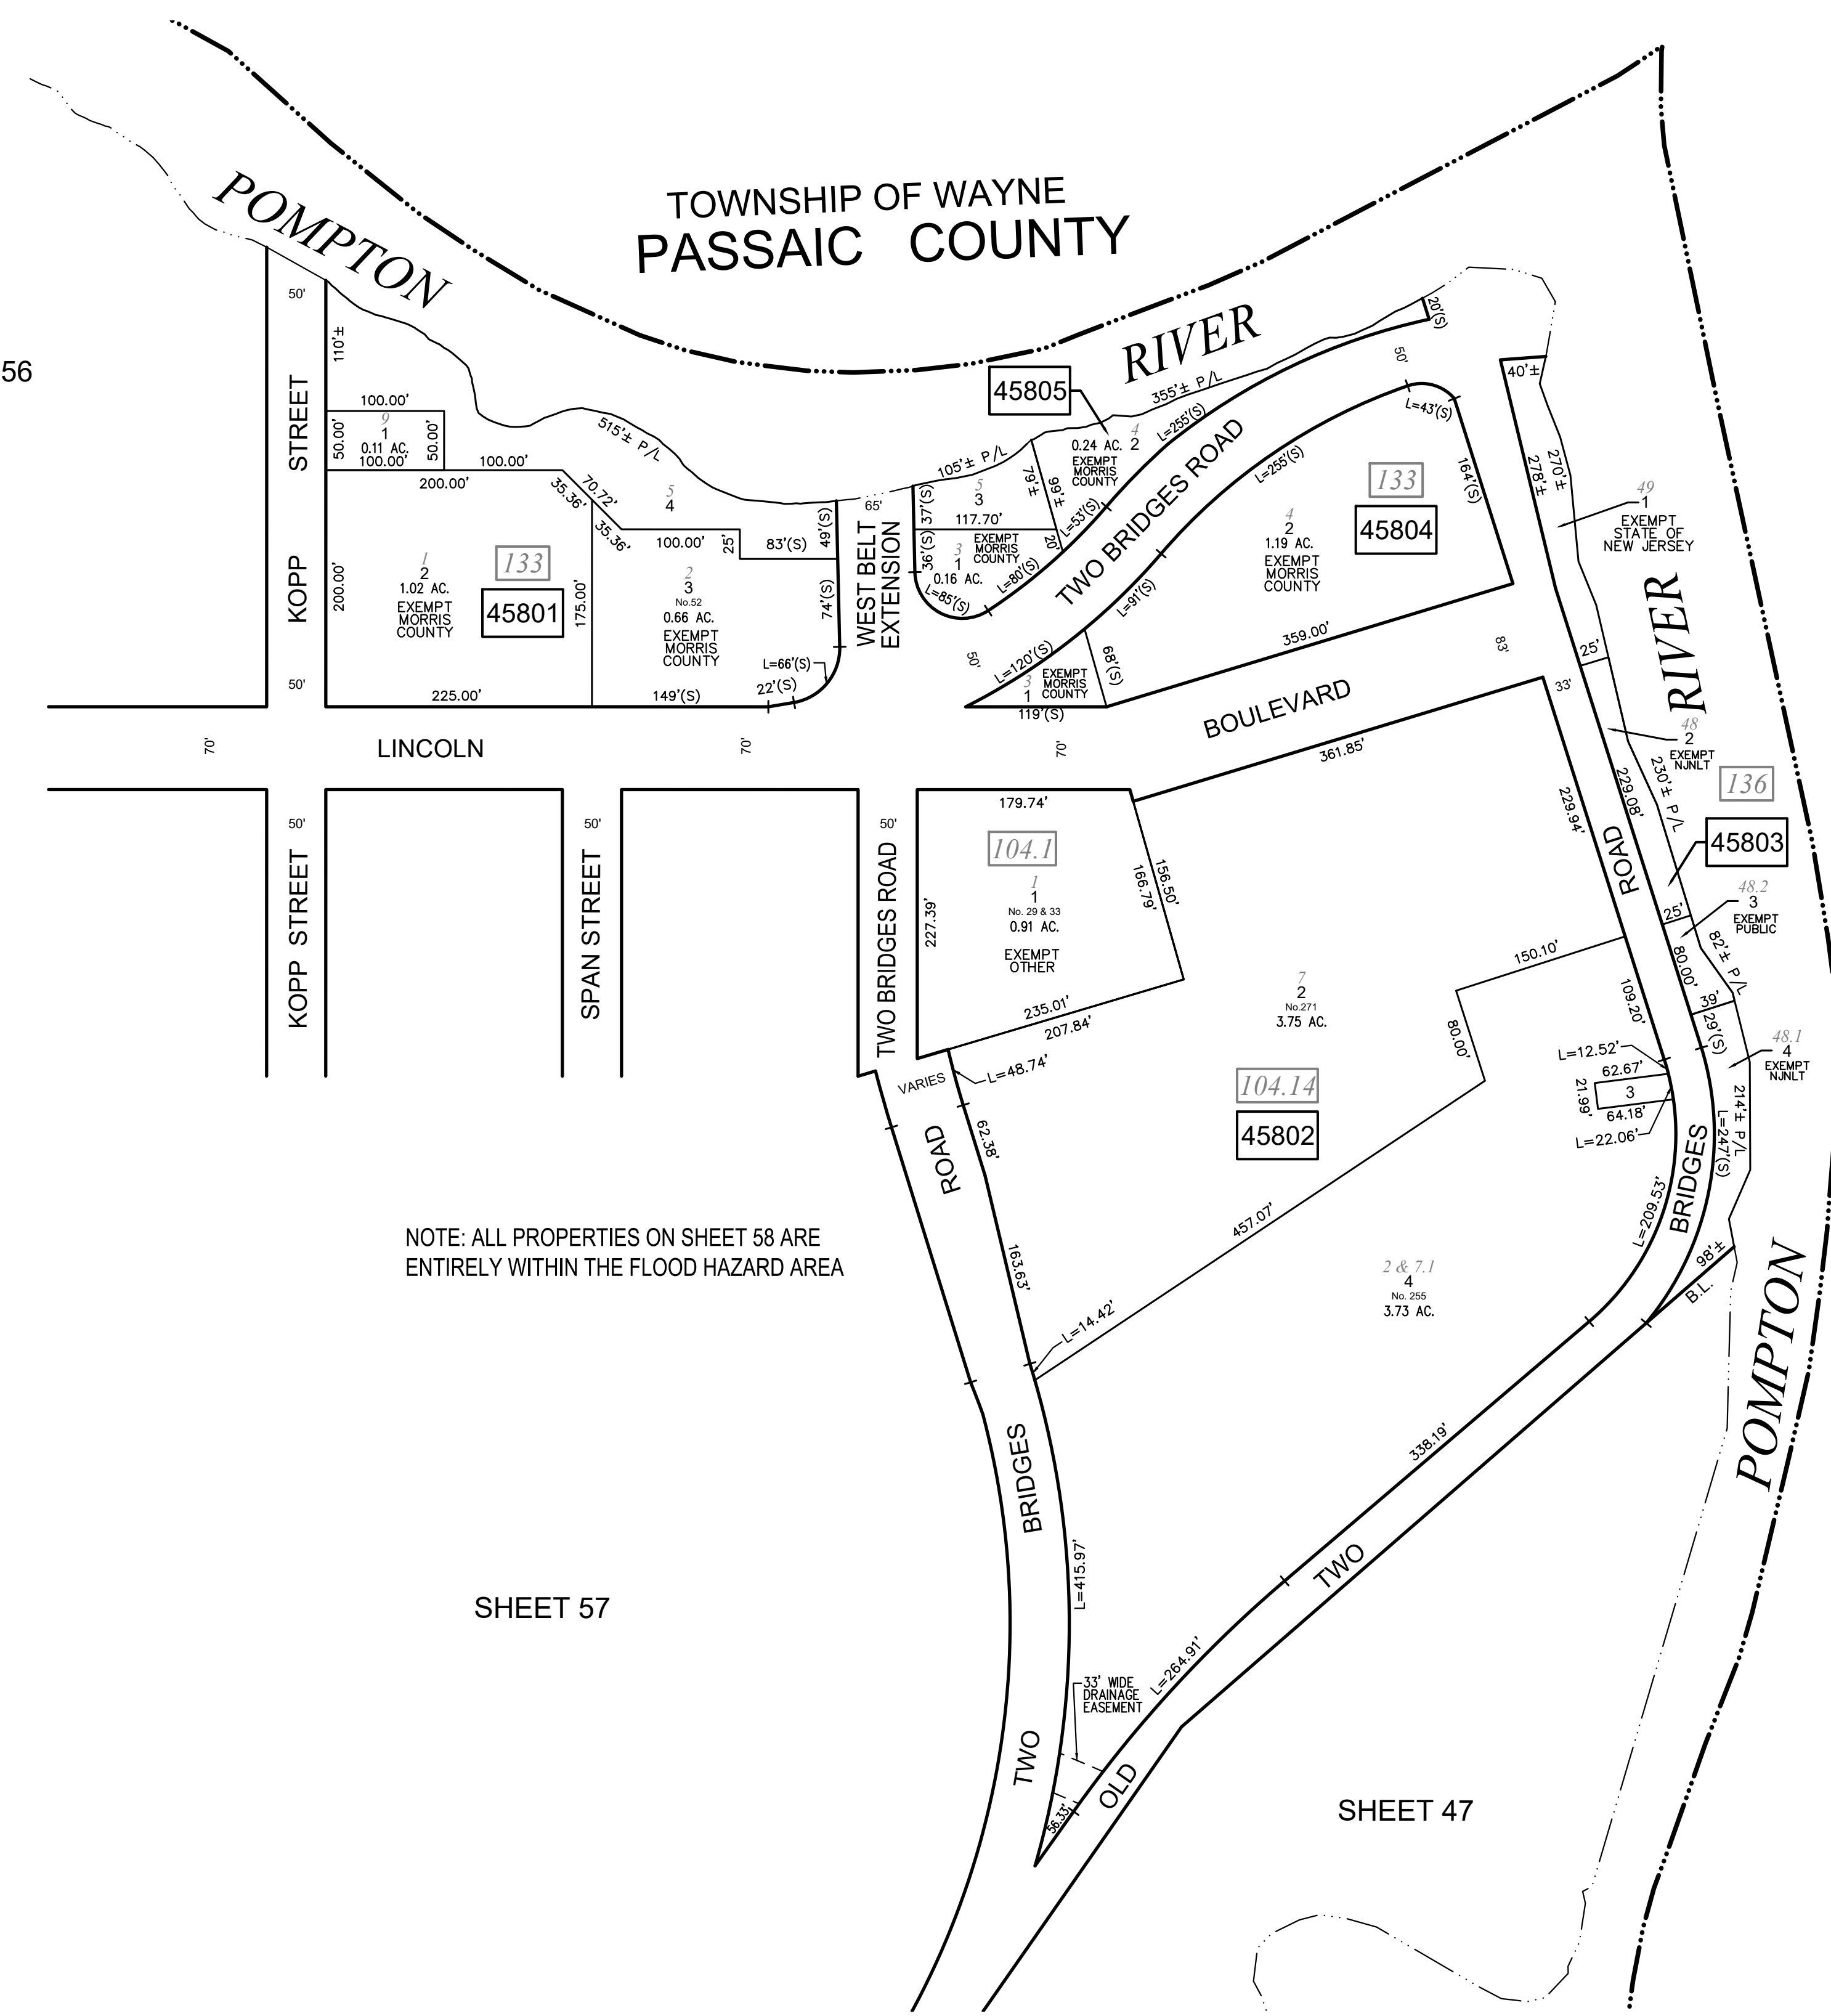 TOWNSHIP OF WAYNE
PASSAIC COUNTY
POMPTON
RIVER
56
50'
110'±
STREET
KOPP
100.00'
9
1
0.11 AC.
50.00'
50.00'
100.00'
100.00'
200.00'
515'± P/L
70.72'
35.36'
35.36'
5
4
100.00'
25'
83'(S)
49'(S)
65'
200.00'
1
2
1.02 AC.
EXEMPT
MORRIS
COUNTY
133
45801
175.00'
2
3
No.52
0.66 AC.
EXEMPT
MORRIS
COUNTY
74'(S)
L=66'(S)
22'(S)
50'
225.00'
149'(S)
WEST BELT
EXTENSION
37'(S)
105'± P/L
5
3
117.70'
79'±
99'±
36'(S)
3
1
0.16 AC.
EXEMPT
MORRIS
COUNTY
20'
L=85'(S)
L=80'(S)
L=53'(S)
45805
4
2
0.24 AC.
EXEMPT
MORRIS
COUNTY
355'± P/L
L=255'(S)
20'(S)
50'
TWO BRIDGES ROAD
L=255'(S)
L=43'(S)
164'(S)
133
45804
4
2
1.19 AC.
EXEMPT
MORRIS
COUNTY
L=91'(S)
L=120'(S)
50'
3
1
EXEMPT
MORRIS
COUNTY
68'(S)
119'(S)
359.00'
83'
40'±
278'±
270'±
49
1
EXEMPT
STATE OF
NEW JERSEY
25'
33'
RIVER
48
2
EXEMPT
NJNLT
230'± P/L
136
45803
229.08'
229.94'
ROAD
48.2
3
EXEMPT
PUBLIC
25'
80.00'
82'± P/L
39'
29'(S)
48.1
4
EXEMPT
NJNLT
214'± P/L
L=247'(S)
70'
LINCOLN
70'
70'
BOULEVARD
361.85'
50'
KOPP STREET
50'
SPAN STREET
50'
TWO BRIDGES ROAD
179.74'
104.1
1
1
No. 29 & 33
0.91 AC.
EXEMPT
OTHER
227.39'
156.50'
166.79'
235.01'
207.84'
7
2
No.271
3.75 AC.
104.14
45802
150.10'
80.00'
109.20'
L=12.52'
62.67'
21.99'
3
64.18'
L=22.06'
VARIES
L=48.74'
ROAD
62.38'
163.63'
L=14.42'
457.07'
2 & 7.1
4
No. 255
3.73 AC.
L=209.53'
BRIDGES
98'±
B.L.
POMPTON
NOTE: ALL PROPERTIES ON SHEET 58 ARE
ENTIRELY WITHIN THE FLOOD HAZARD AREA
BRIDGES
338.19'
TWO
SHEET 57
L=415.97'
L=264.91'
33' WIDE
DRAINAGE
EASEMENT
TWO
56.33'
OLD
SHEET 47